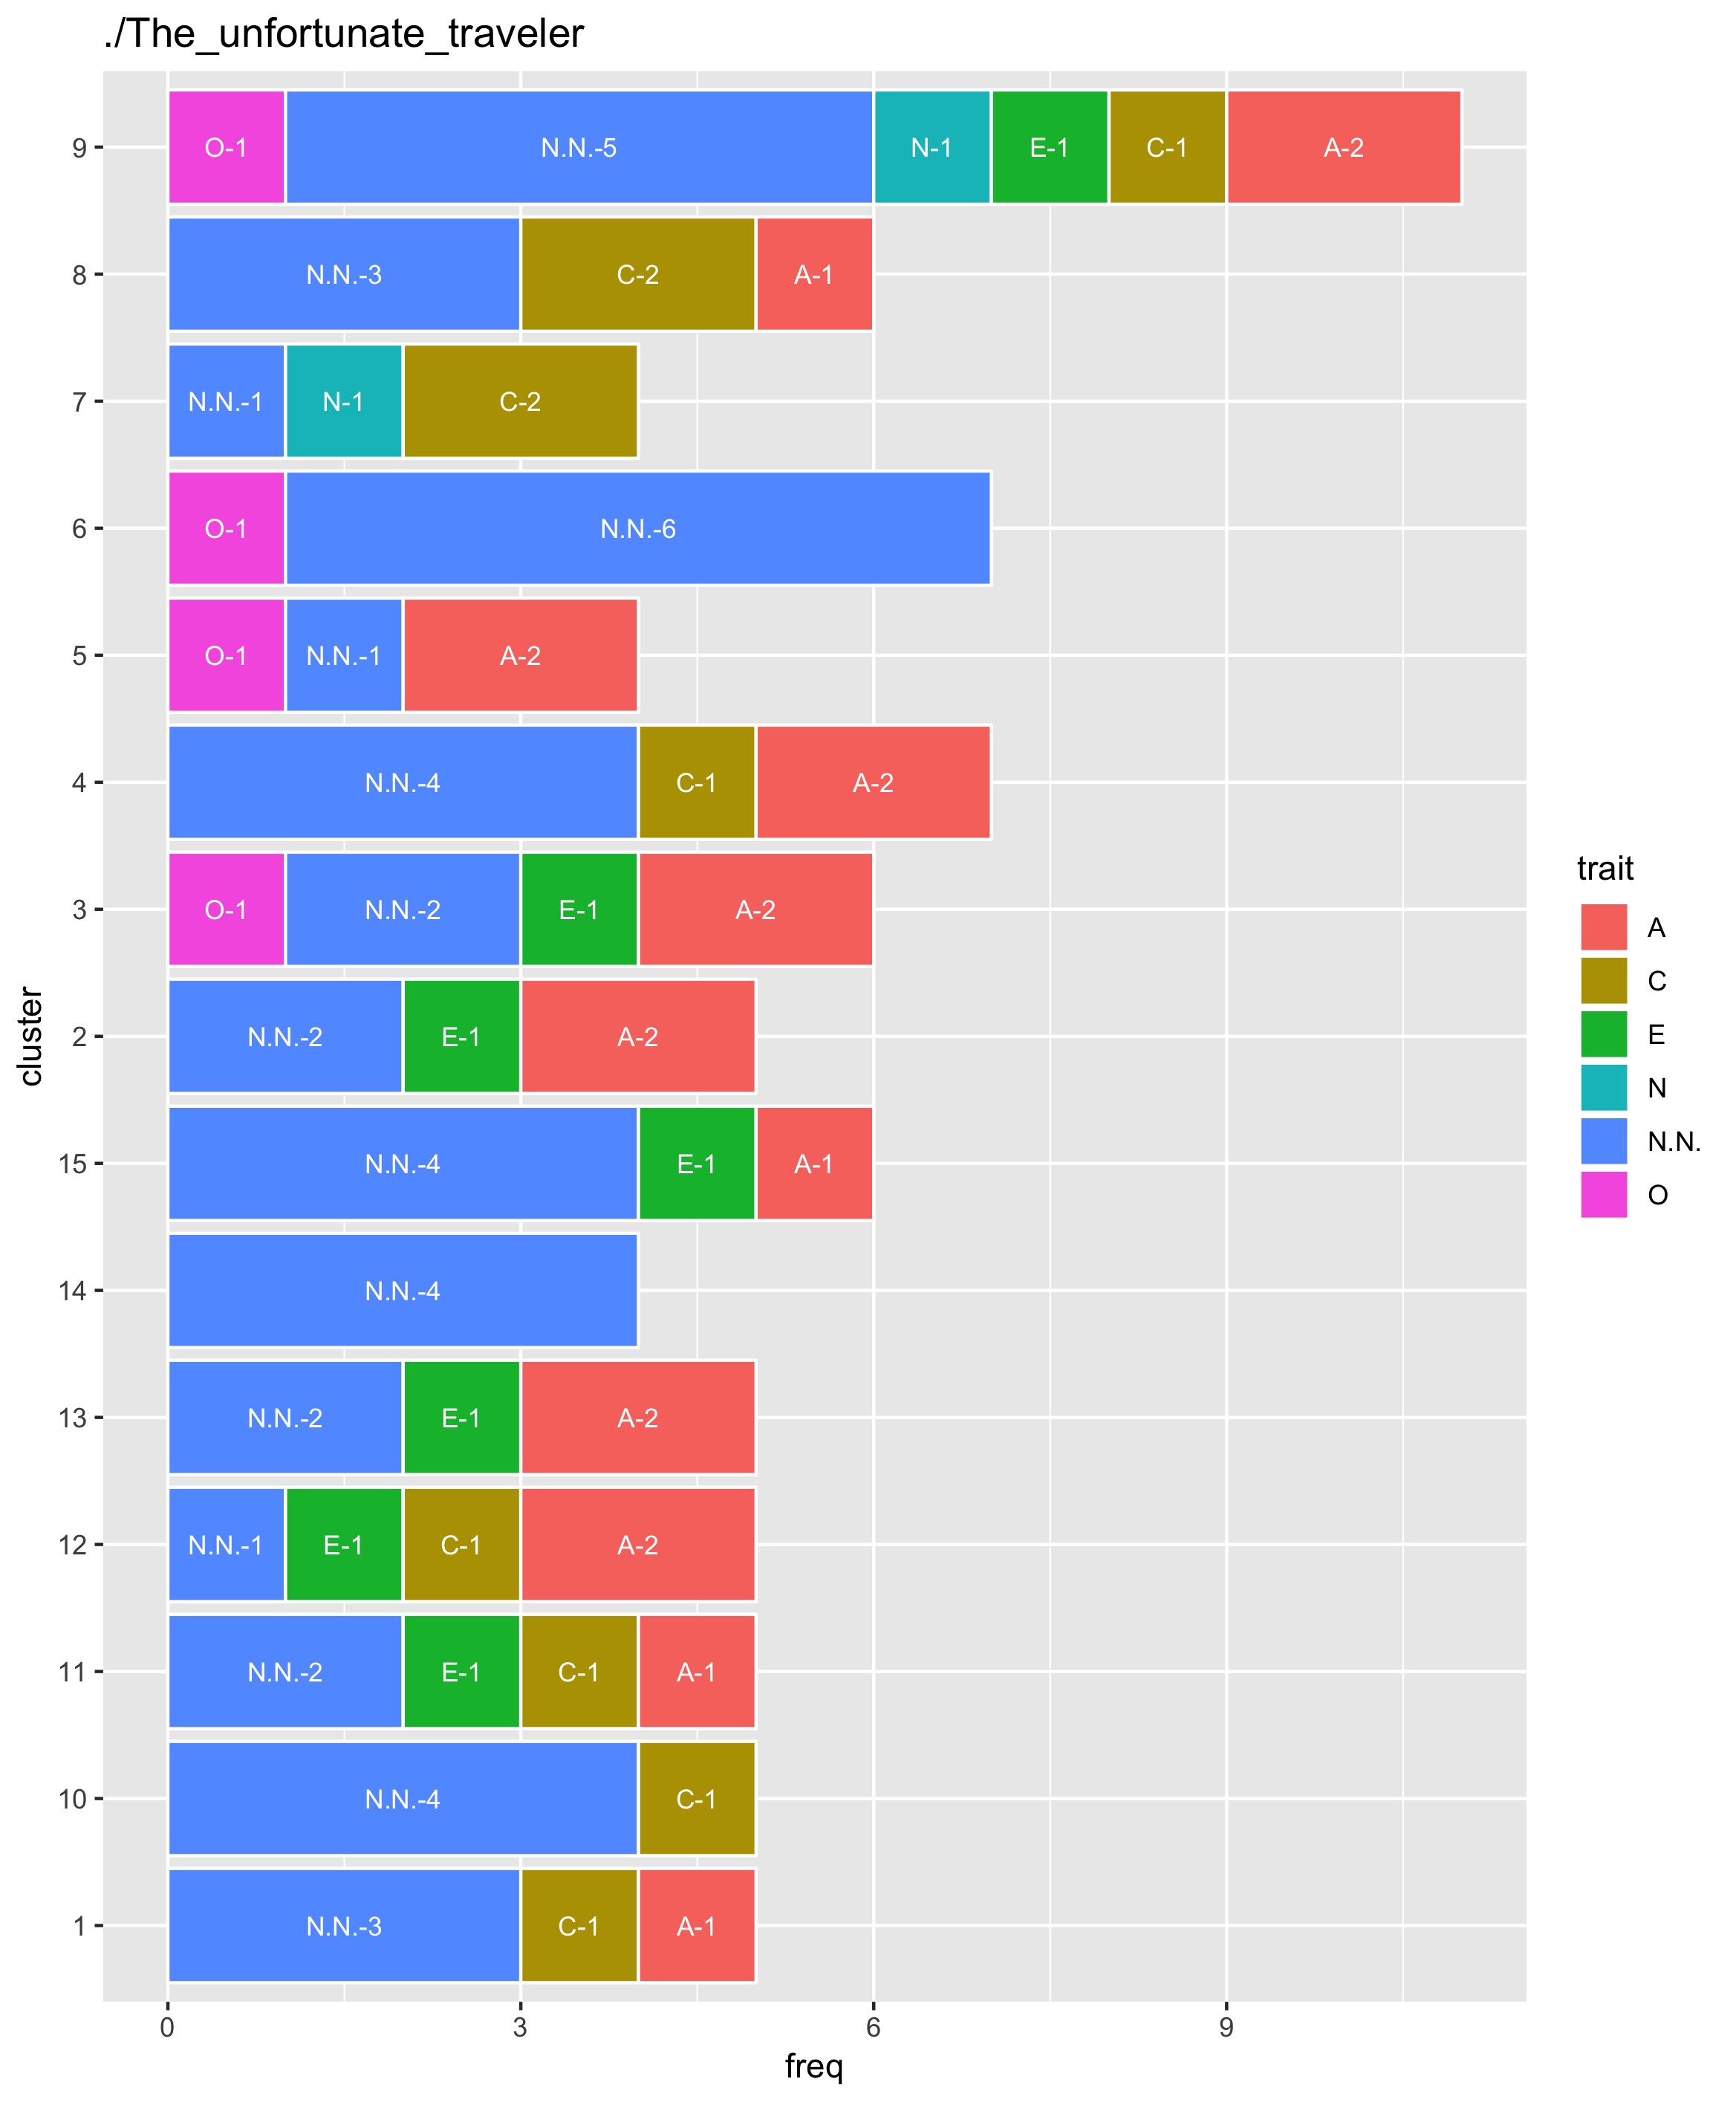 ./The_unfortunate_traveler
9 O-1 N.N.-5 N-1 E-1 C-1 A-2
8 N.N.-3 C-2 A-1
7 N.N.-1 N-1 C-2
6 O-1 N.N.-6
5 O-1 N.N.-1 A-2
4 N.N.-4 C-1 A-2
3 O-1 N.N.-2 E-1 A-2
2 N.N.-2 E-1 A-2
15 N.N.-4 E-1 A-1
14 N.N.-4
13 N.N.-2 E-1 A-2
12 N.N.-1 E-1 C-1 A-2
11 N.N.-2 E-1 C-1 A-1
10 N.N.-4 C-1
1 N.N.-3 C-1 A-1
0 3 6 9
freq
cluster
trait
A
C
E
N
N.N.
O